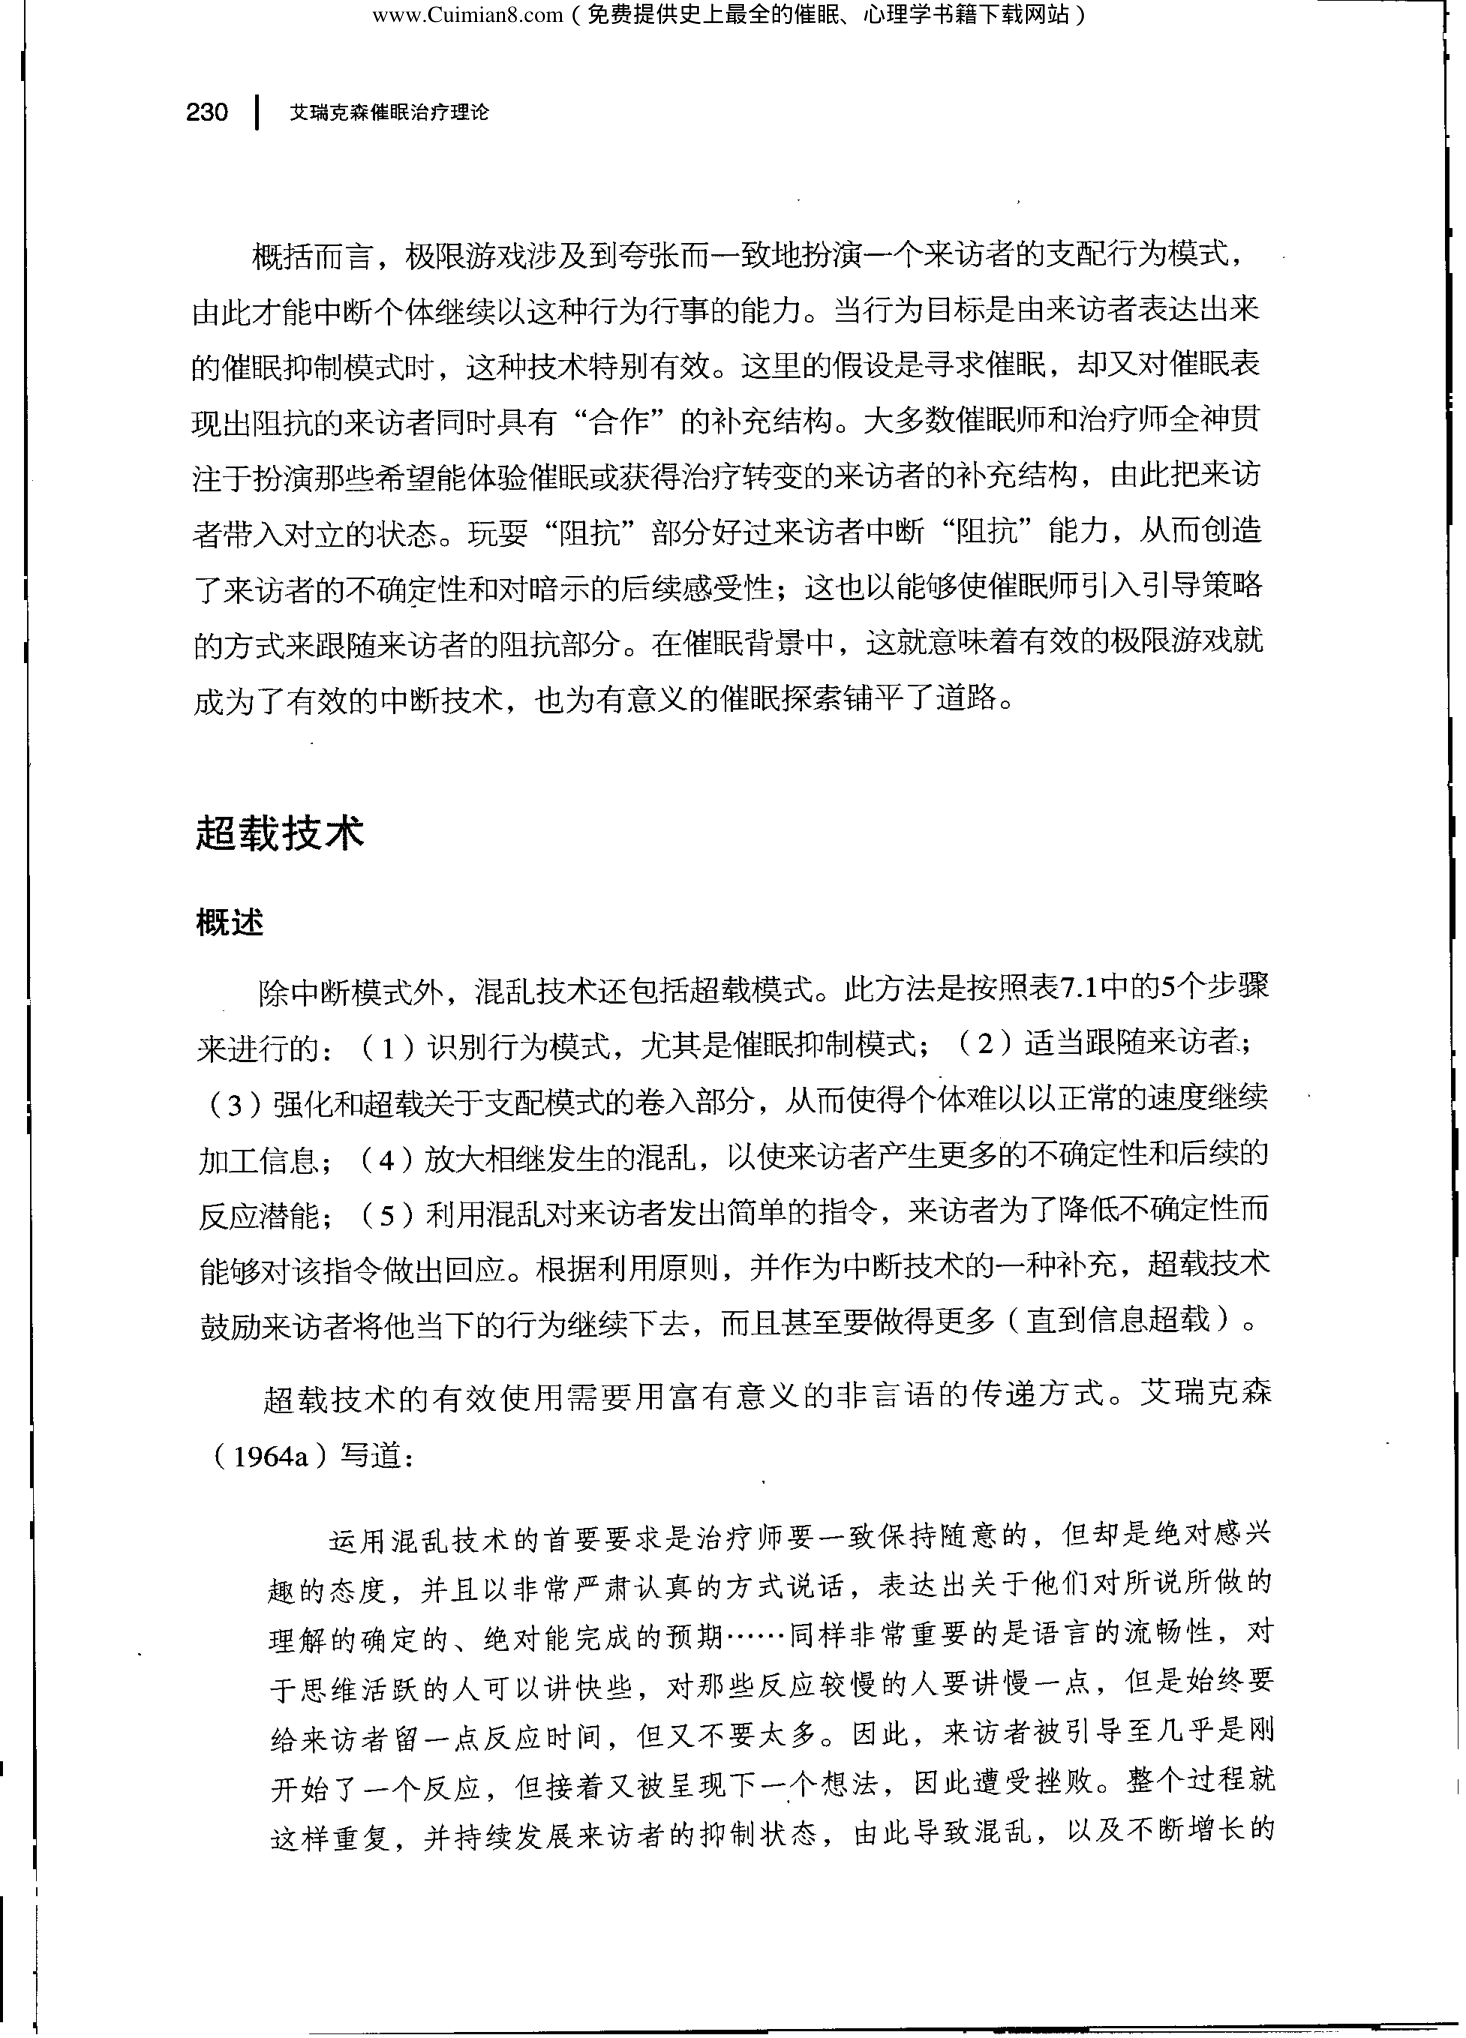 www.Cuimian8.com（免费提供史上最全的催眠、心理学书籍下载网站）
230 | 艾瑞克森催眠治疗理论
概括而言，极限游戏涉及到夸张而一致地扮演一个来访者的支配行为模式，
由此才能中断个体继续以这种行为行事的能力。当行为目标是由来访者表达出来
的催眠抑制模式时，这种技术特别有效。这里的假设是寻求催眠，却又对催眠表
现出阻抗的来访者同时具有“合作”的补充结构。大多数催眠师和治疗师全神贯
注于扮演那些希望能体验催眠或获得治疗转变的来访者的补充结构，由此把来访
者带入对立的状态。玩耍“阻抗”部分好过来访者中断“阻抗”能力，从而创造
了来访者的不确定性和对暗示的后续感受性；这也以能够使催眠师引入引导策略
的方式来跟随来访者的阻抗部分。在催眠背景中，这就意味着有效的极限游戏就
成为了有效的中断技术，也为有意义的催眠探索铺平了道路。
超载技术
概述
除中断模式外，混乱技术还包括超载模式。此方法是按照表7.1中的5个步骤
来进行的：（1）识别行为模式，尤其是催眠抑制模式；（2）适当跟随来访者；
（3）强化和超载关于支配模式的卷入部分，从而使得个体难以以正常的速度继续
加工信息；（4）放大相继发生的混乱，以使来访者产生更多的不确定性和后续的
反应潜能；（5）利用混乱对来访者发出简单的指令，来访者为了降低不确定性而
能够对该指令做出回应。根据利用原则，并作为中断技术的一种补充，超载技术
鼓励来访者将他当下的行为继续下去，而且甚至要做得更多（直到信息超载）。
超载技术的有效使用需要用富有意义的非言语的传递方式。艾瑞克森
（1964a）写道：
运用混乱技术的首要要求是治疗师要一致保持随意的，但却是绝对感兴
趣的态度，并且以非常严肃认真的方式说话，表达出关于他们对所说所做的
理解的确定的、绝对能完成的预期……同样非常重要的是语言的流畅性，对
于思维活跃的人可以讲快些，对那些反应较慢的人要讲慢一点，但是始终要
给来访者留一点反应时间，但又不要太多。因此，来访者被引导至几乎是刚
开始了一个反应，但接着又被呈现下一个想法，因此遭受挫败。整个过程就
这样重复，并持续发展来访者的抑制状态，由此导致混乱，以及不断增长的